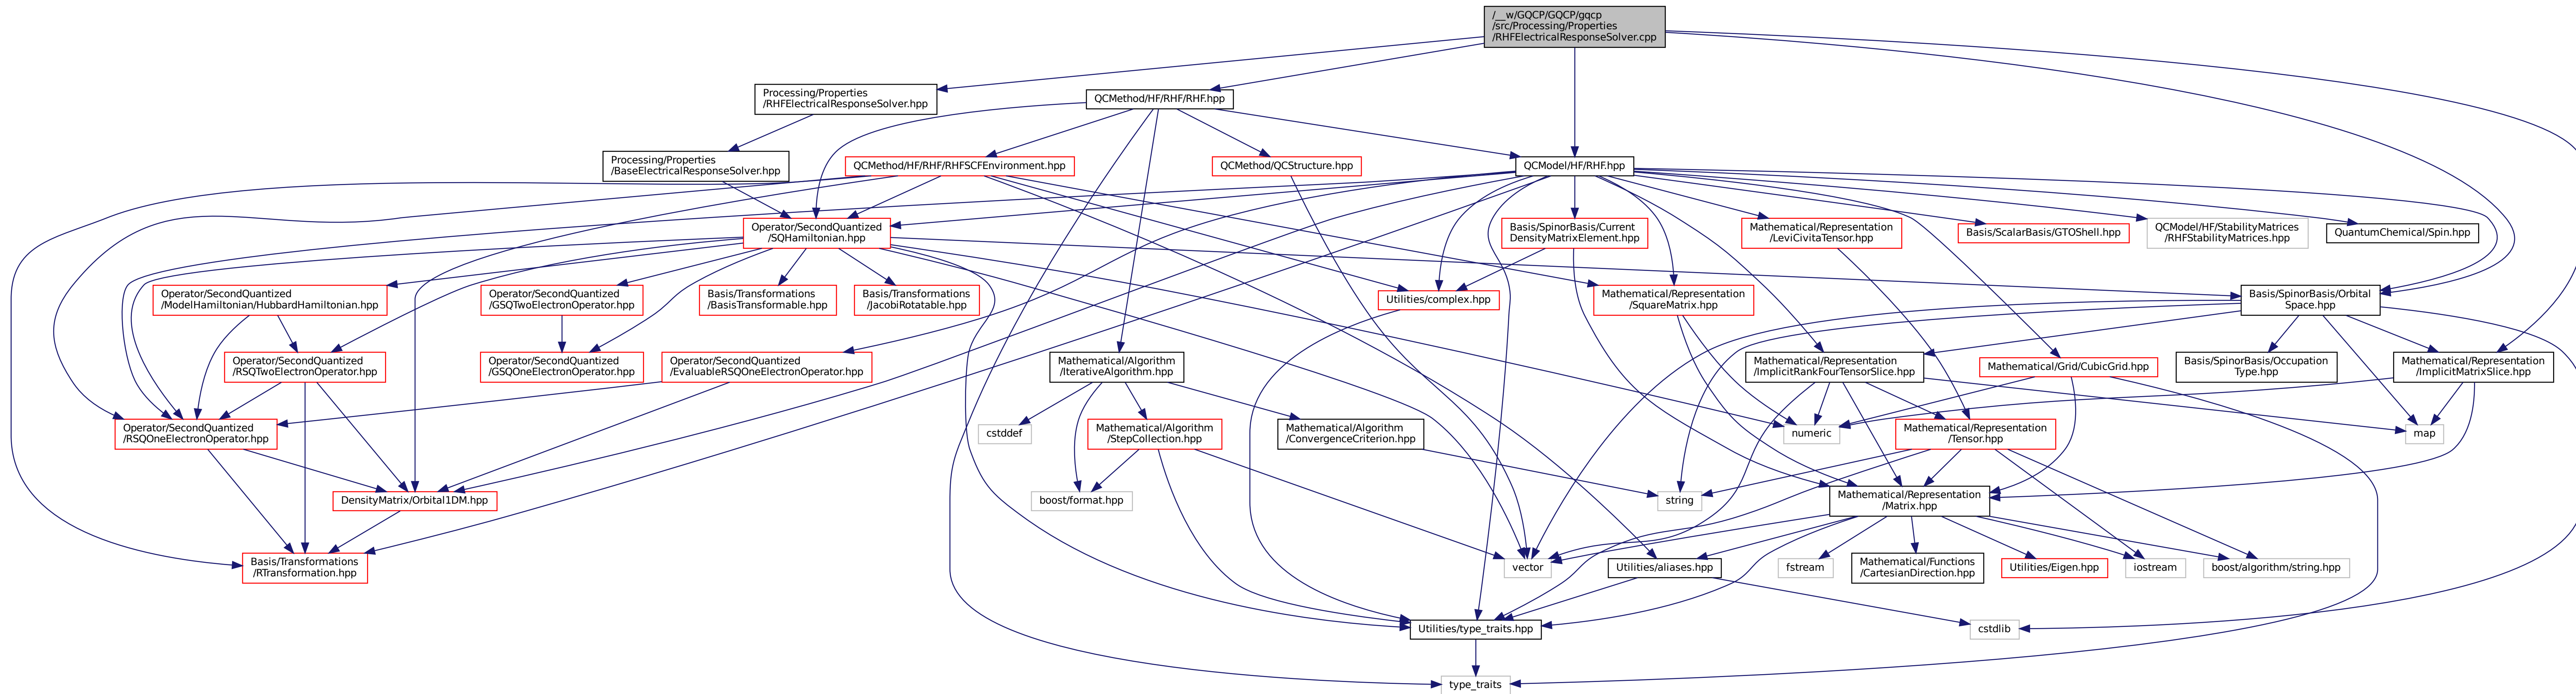 /__w/GQCP/GQCP/gqcp
/src/Processing/Properties
/RHFElectricalResponseSolver.cpp
Processing/Properties
/RHFElectricalResponseSolver.hpp
QCMethod/HF/RHF/RHF.hpp
Processing/Properties
/BaseElectricalResponseSolver.hpp
QCMethod/HF/RHF/RHFSCFEnvironment.hpp
QCMethod/QCStructure.hpp
QCModel/HF/RHF.hpp
Operator/SecondQuantized
/SQHamiltonian.hpp
Basis/SpinorBasis/Current
DensityMatrixElement.hpp
Mathematical/Representation
/LeviCivitaTensor.hpp
Basis/ScalarBasis/GTOShell.hpp
QCModel/HF/StabilityMatrices
/RHFStabilityMatrices.hpp
QuantumChemical/Spin.hpp
Operator/SecondQuantized
/ModelHamiltonian/HubbardHamiltonian.hpp
Operator/SecondQuantized
/GSQTwoElectronOperator.hpp
Basis/Transformations
/BasisTransformable.hpp
Basis/Transformations
/JacobiRotatable.hpp
Utilities/complex.hpp
Mathematical/Representation
/SquareMatrix.hpp
Basis/SpinorBasis/Orbital
Space.hpp
Operator/SecondQuantized
/RSQTwoElectronOperator.hpp
Operator/SecondQuantized
/GSQOneElectronOperator.hpp
Operator/SecondQuantized
/EvaluableRSQOneElectronOperator.hpp
Mathematical/Algorithm
/IterativeAlgorithm.hpp
Mathematical/Representation
/ImplicitRankFourTensorSlice.hpp
Mathematical/Grid/CubicGrid.hpp
Basis/SpinorBasis/Occupation
Type.hpp
Mathematical/Representation
/ImplicitMatrixSlice.hpp
Operator/SecondQuantized
/RSQOneElectronOperator.hpp
cstddef
Mathematical/Algorithm
/StepCollection.hpp
Mathematical/Algorithm
/ConvergenceCriterion.hpp
numeric
Mathematical/Representation
/Tensor.hpp
map
DensityMatrix/Orbital1DM.hpp
boost/format.hpp
string
Mathematical/Representation
/Matrix.hpp
Basis/Transformations
/RTransformation.hpp
vector
Utilities/aliases.hpp
fstream
Mathematical/Functions
/CartesianDirection.hpp
Utilities/Eigen.hpp
iostream
boost/algorithm/string.hpp
Utilities/type_traits.hpp
cstdlib
type_traits